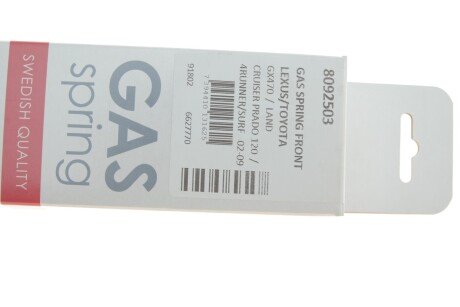 SWEDISH QUALITY
GAS
spring
8092503
GAS SPRING FRONT
LEXUS/TOYOTA
GX470 / LAND
CRUISER PRADO 120 /
4RUNNER/SURF 02-09
91802
6627770